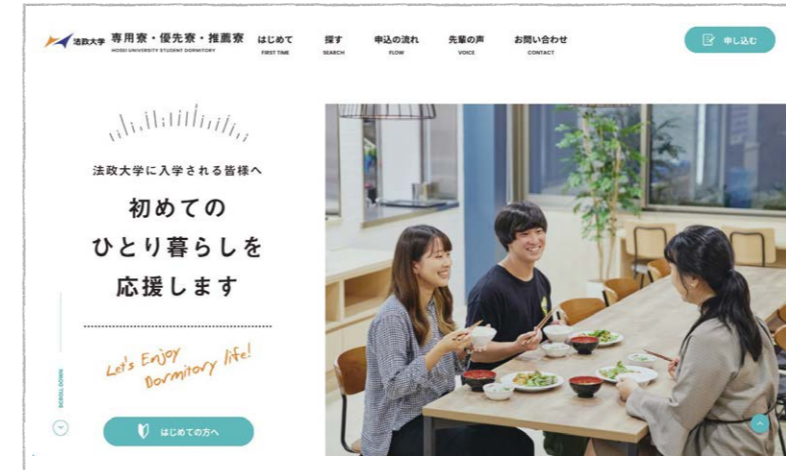 法政大学 専用寮・優先寮・推薦寮
HOSEI UNIVERSITY STUDENT DORMITORY
はじめて
FIRST TIME
探す
SEARCH
申込の流れ
FLOW
先輩の声
VOICE
お問い合わせ
CONTACT
申し込む
法政大学に入学される皆様へ
初めての
ひとり暮らしを
応援します
Let's Enjoy
Dormitory life!
SCROLL DOWN
はじめての方へ